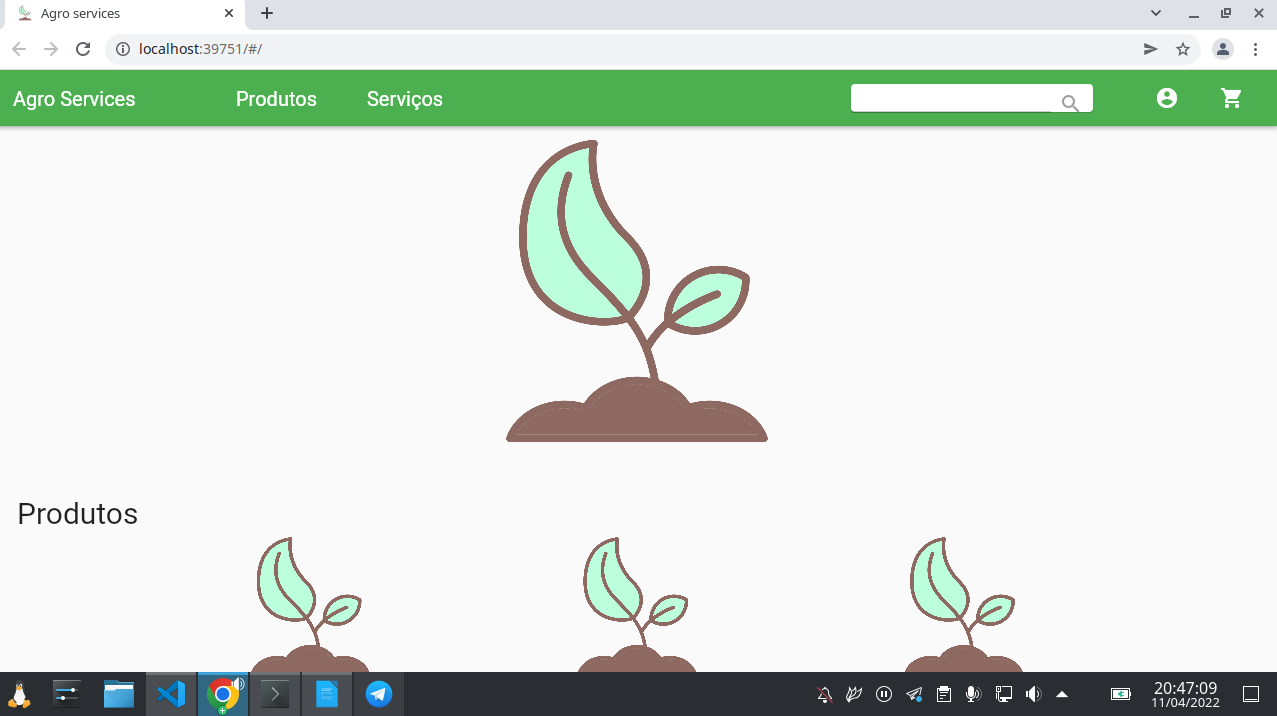 Agro services
localhost:39751/#/
Agro Services
Produtos
Serviços
Produtos
20:47:09
11/04/2022